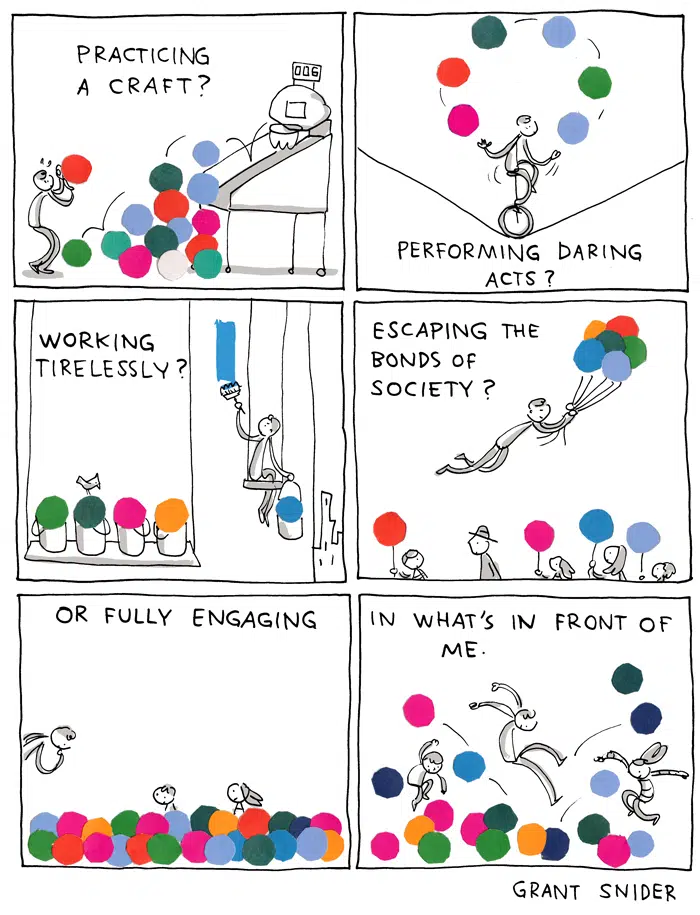 PRACTICING
A CRAFT?
006
PERFORMING DARING
ACTS?
WORKING
TIRELESSLY?
ESCAPING THE
BONDS OF
SOCIETY?
OR FULLY ENGAGING
IN WHAT'S IN FRONT OF
ME.
GRANT SNIDER